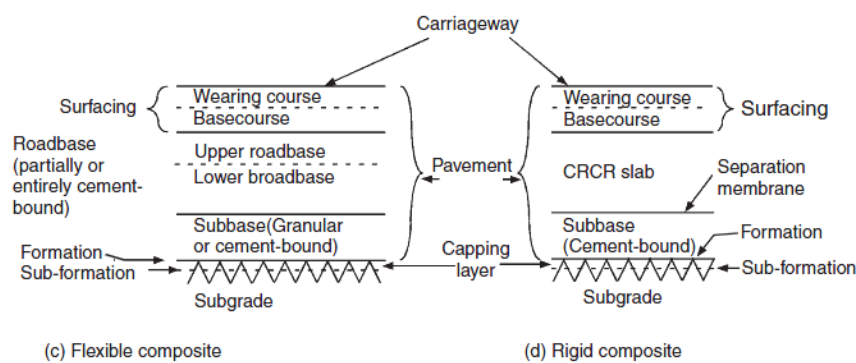 Carriageway
Surfacing
Wearing course
Basecourse
Roadbase
(partially or
entirely cement-
bound)
Upper roadbase
Lower broadbase
Subbase(Granular
or cement-bound)
Formation
Sub-formation
Subgrade
Pavement
Capping
layer
Wearing course
Basecourse
Surfacing
CRCR slab
Separation
membrane
Subbase
(Cement-bound)
Formation
Sub-formation
Subgrade
(c) Flexible composite
(d) Rigid composite